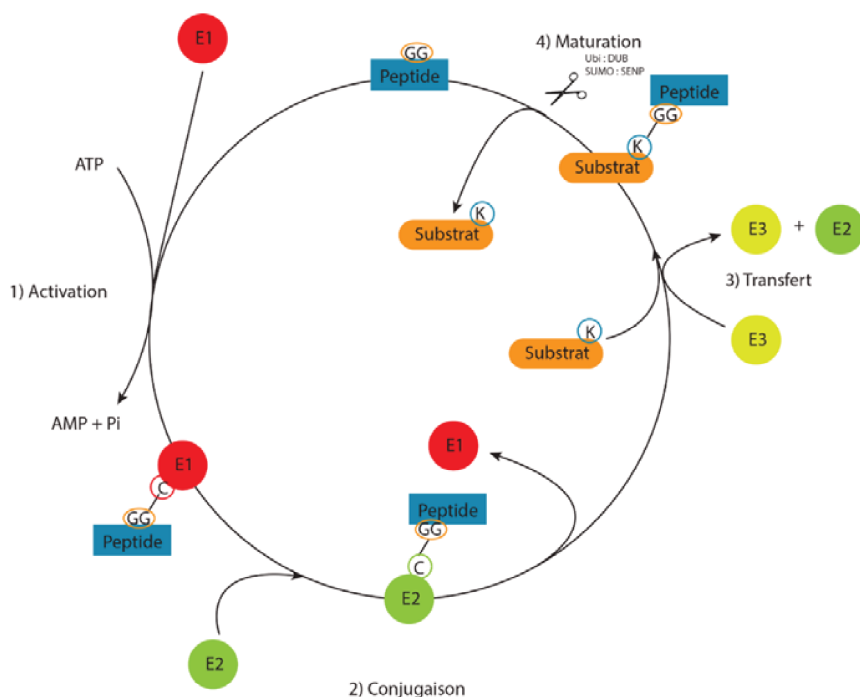 E1
GG
Peptide
4) Maturation
Ubi : DUB
SUMO : SENP
Peptide
GG
K
Substrat
ATP
K
Substrat
E3 + E2
3) Transfert
1) Activation
K
Substrat
E3
AMP + Pi
E1
C
GG
Peptide
E1
Peptide
GG
C
E2
E2
2) Conjugaison